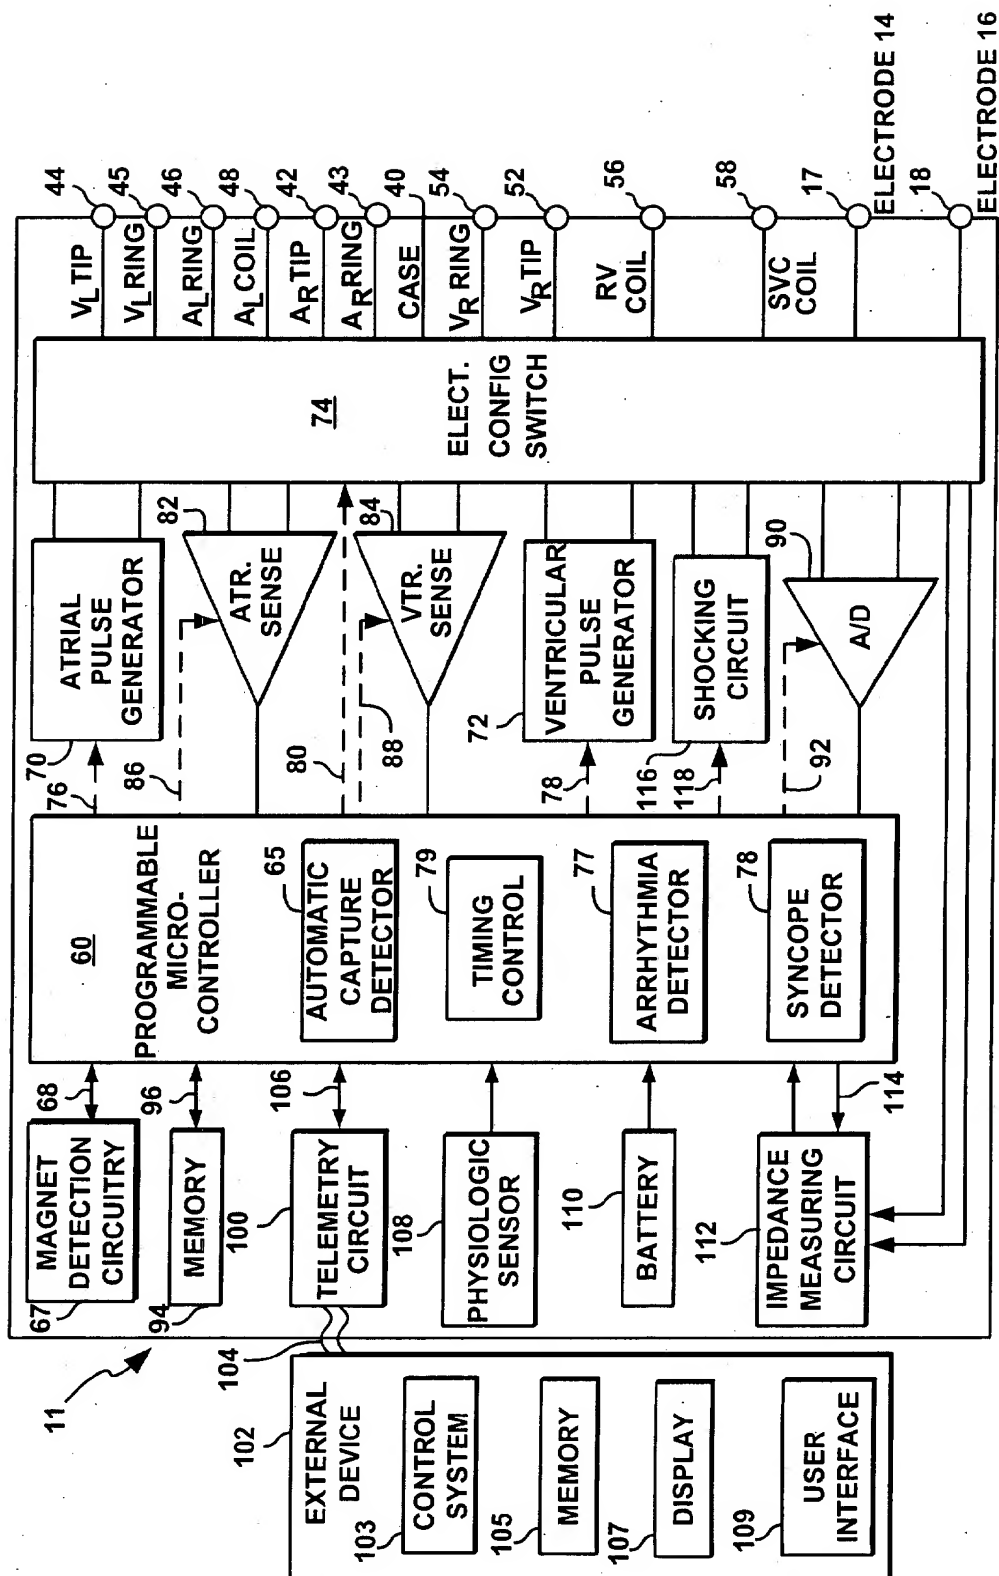 11
102
EXTERNAL
DEVICE
103
CONTROL
SYSTEM
105
MEMORY
107
DISPLAY
109
USER
INTERFACE
104
MAGNET
DETECTION
CIRCUITRY
67
68
MEMORY
94
96
100
TELEMETRY
CIRCUIT
106
108
PHYSIOLOGIC
SENSOR
110
BATTERY
112
IMPEDANCE
MEASURING
CIRCUIT
114
60
PROGRAMMABLE
MICRO-
CONTROLLER
65
AUTOMATIC
CAPTURE
DETECTOR
79
TIMING
CONTROL
77
ARRHYTHMIA
DETECTOR
78
SYNCOPE
DETECTOR
70
76
ATRIAL
PULSE
GENERATOR
86
82
ATR.
SENSE
80
88
84
VTR.
SENSE
72
78
VENTRICULAR
PULSE
GENERATOR
116
118
SHOCKING
CIRCUIT
92
90
A/D
74
ELECT.
CONFIG
SWITCH
VL TIP
44
VL RING
45
AL RING
46
AL COIL
48
AR TIP
42
AR RING
43
CASE
40
VR RING
54
VR TIP
52
RV
COIL
56
SVC
COIL
58
17
ELECTRODE 14
18
ELECTRODE 16